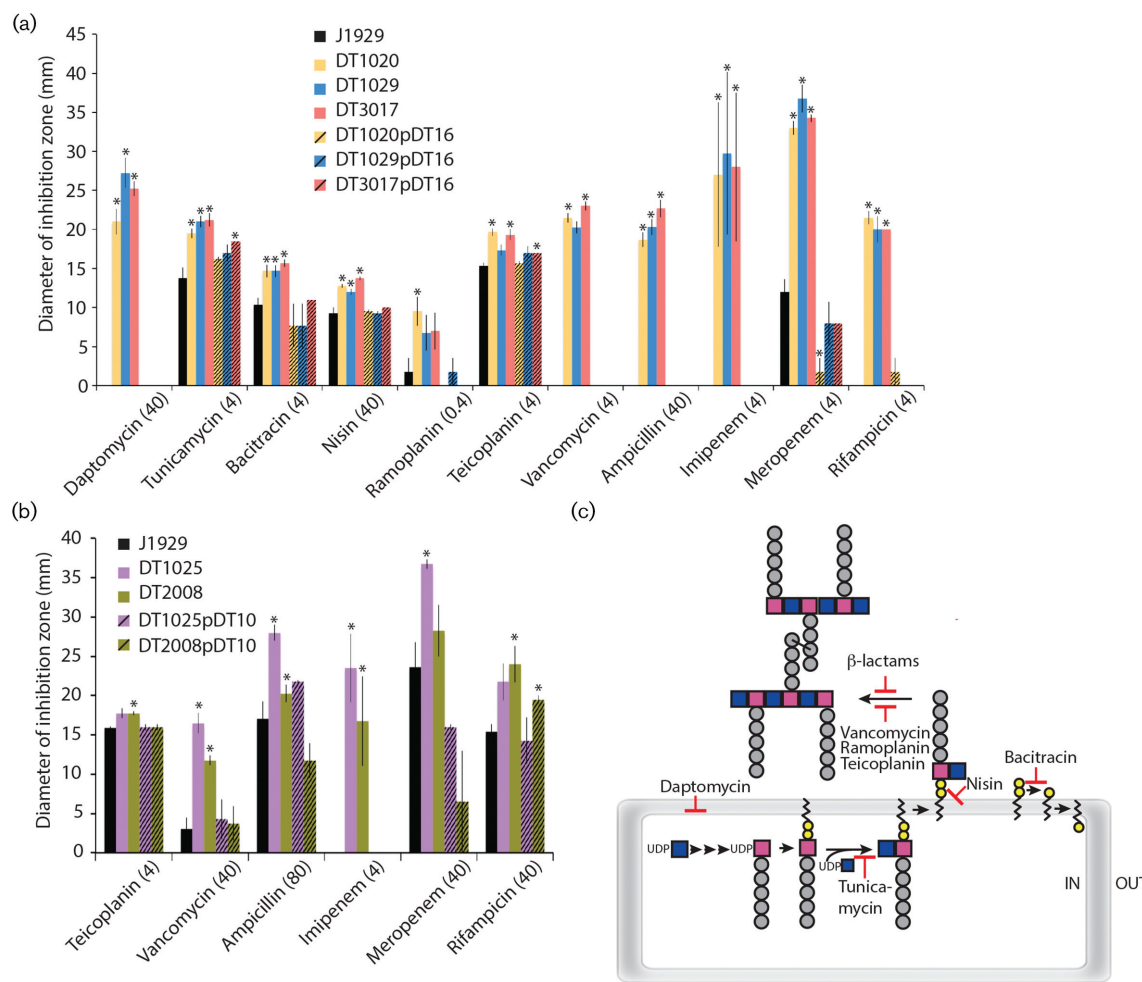 (a)
45
40
35
30
25
20
15
10
5
0
Diameter of inhibition zone (mm)
J1929
DT1020
DT1029
DT3017
DT1020pDT16
DT1029pDT16
DT3017pDT16
Daptomycin (40)
Tunicamycin (4)
Bacitracin (4)
Nisin (40)
Ramoplanin (0.4)
Teicoplanin (4)
Vancomycin (4)
Ampicillin (40)
Imipenem (4)
Meropenem (4)
Rifampicin (4)
(b)
40
35
30
25
20
15
10
5
0
Diameter of inhibition zone (mm)
J1929
DT1025
DT2008
DT1025pDT10
DT2008pDT10
Teicoplanin (4)
Vancomycin (40)
Ampicillin (80)
Imipenem (4)
Meropenem (40)
Rifampicin (40)
(c)
β-lactams
Vancomycin
Ramoplanin
Teicoplanin
Bacitracin
Nisin
Daptomycin
UDP
UDP
UDP
Tunica-
mycin
IN
OUT